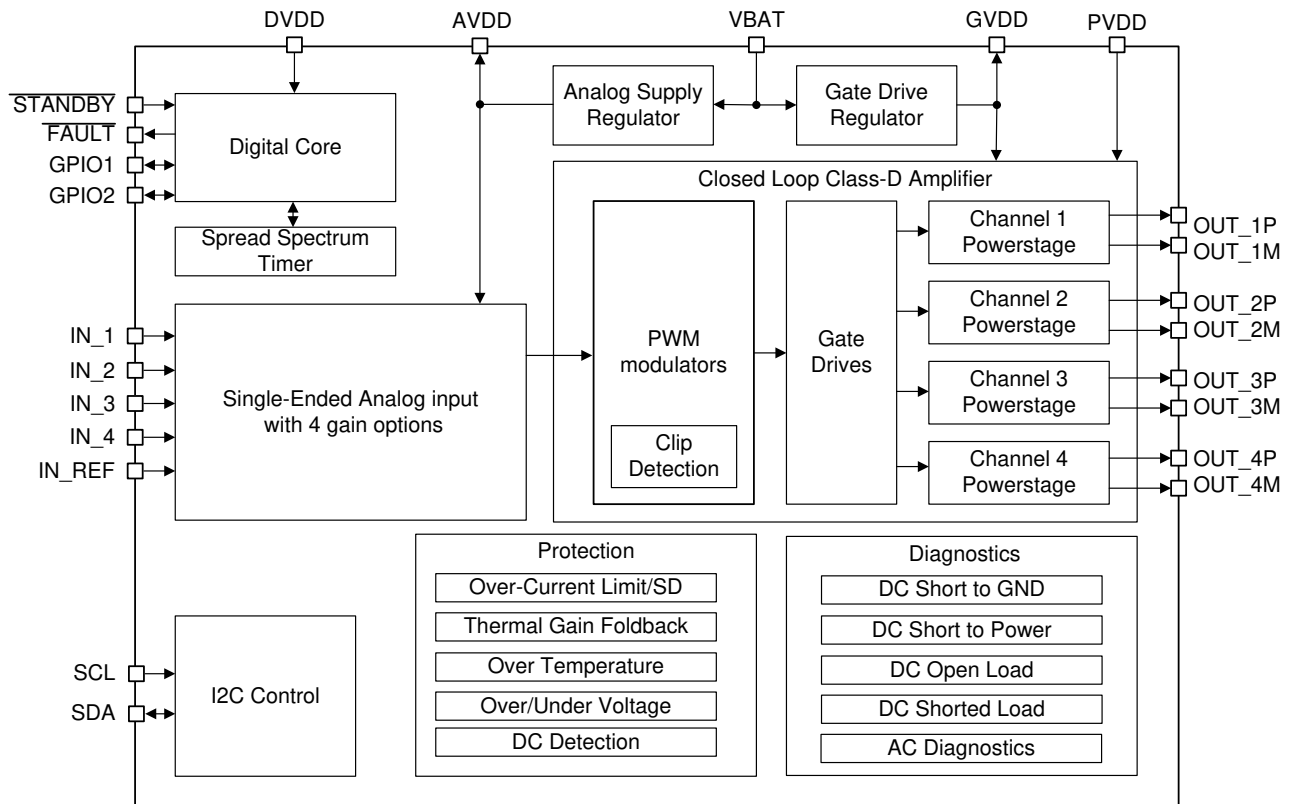 DVDD
AVDD
VBAT
GVDD
PVDD
STANDBY
FAULT
GPIO1
GPIO2
Digital Core
Spread Spectrum
Timer
Analog Supply
Regulator
Gate Drive
Regulator
Closed Loop Class-D Amplifier
IN_1
IN_2
IN_3
IN_4
IN_REF
Single-Ended Analog input
with 4 gain options
PWM
modulators
Clip
Detection
Gate
Drives
Channel 1
Powerstage
Channel 2
Powerstage
Channel 3
Powerstage
Channel 4
Powerstage
OUT_1P
OUT_1M
OUT_2P
OUT_2M
OUT_3P
OUT_3M
OUT_4P
OUT_4M
SCL
SDA
I2C Control
Protection
Over-Current Limit/SD
Thermal Gain Foldback
Over Temperature
Over/Under Voltage
DC Detection
Diagnostics
DC Short to GND
DC Short to Power
DC Open Load
DC Shorted Load
AC Diagnostics